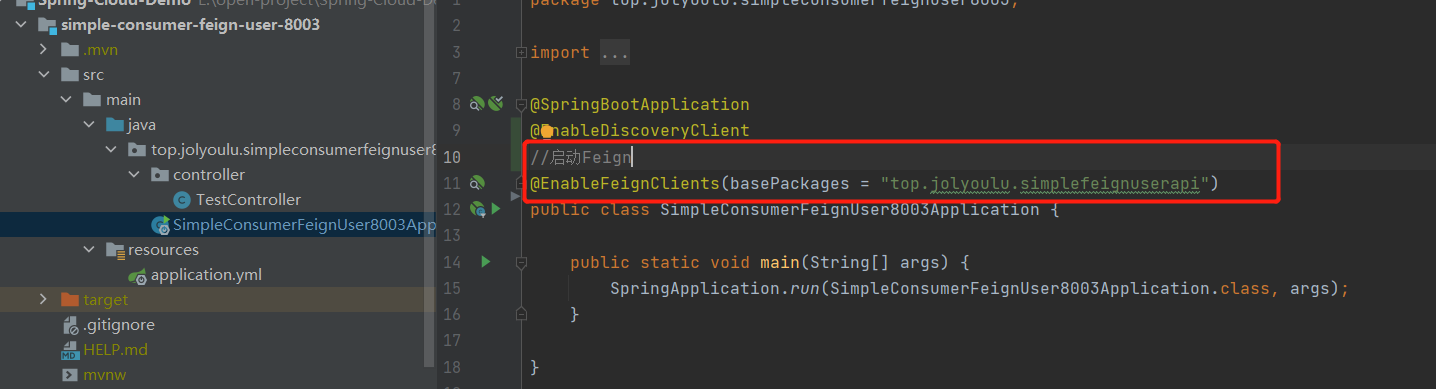 Spring-Cloud-Demo E:\open-project\Spring-Cloud-De
simple-consumer-feign-user-8003
.mvn
src
main
java
top.jolyoulu.simpleconsumerfeignuser8
controller
TestController
SimpleConsumerFeignUser8003App
resources
application.yml
target
.gitignore
HELP.md
mvnw
1 package top.jolyoulu.simpleconsumerfeignuser8003;
2
3 import ...
7
8 @SpringBootApplication
9 @EnableDiscoveryClient
10 //启动Feign
11 @EnableFeignClients(basePackages = "top.jolyoulu.simplefeignuserapi")
12 public class SimpleConsumerFeignUser8003Application {
13
14 public static void main(String[] args) {
15 SpringApplication.run(SimpleConsumerFeignUser8003Application.class, args);
16 }
17
18 }